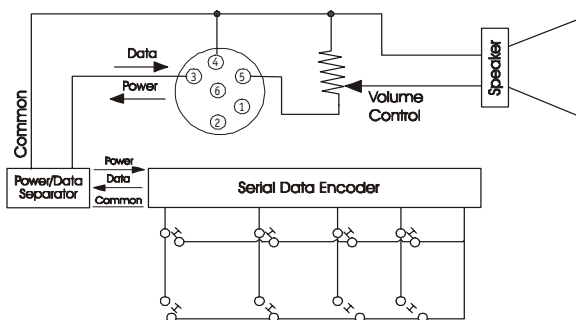 Data
Power
4
3
5
6
1
2
Volume
Control
Speaker
Common
Power/Data
Separator
Power
Data
Common
Serial Data Encoder